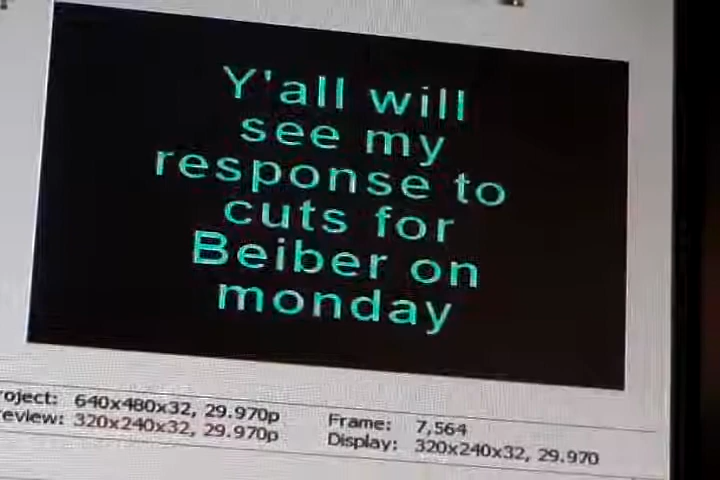 Y'all will
see my
response to
cuts for
Beiber on
monday
roject: 640x480x32, 29.970p Frame: 7,564
eview: 320x240x32, 29.970p Display: 320x240x32, 29.970